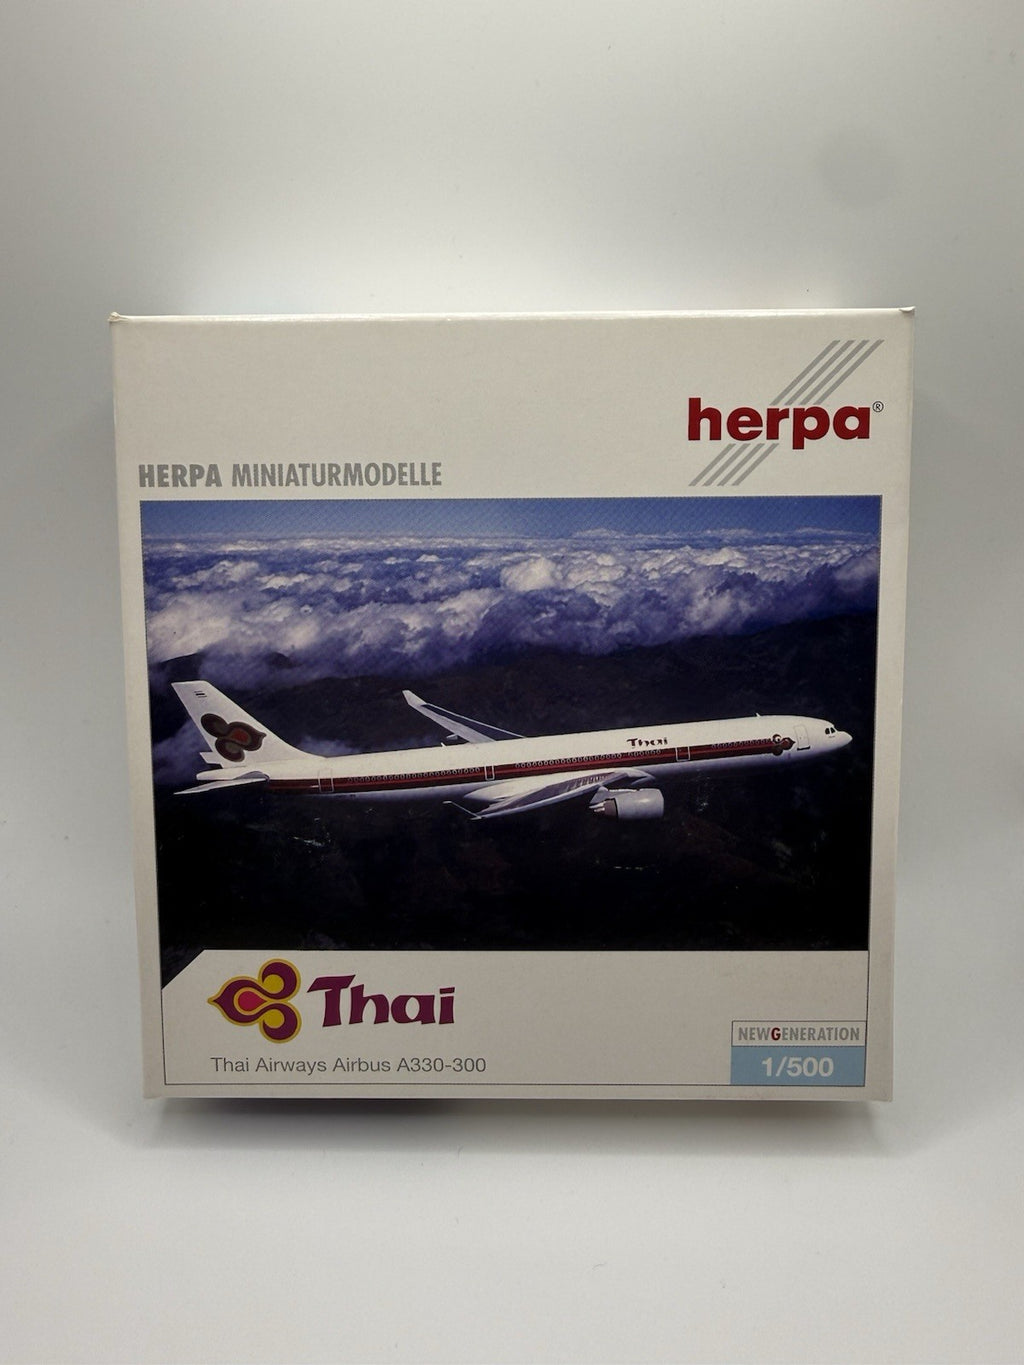 herpa®
HERPA MINIATURMODELLE
Thai
Thai
Thai Airways Airbus A330-300
NEWGENERATION
1/500